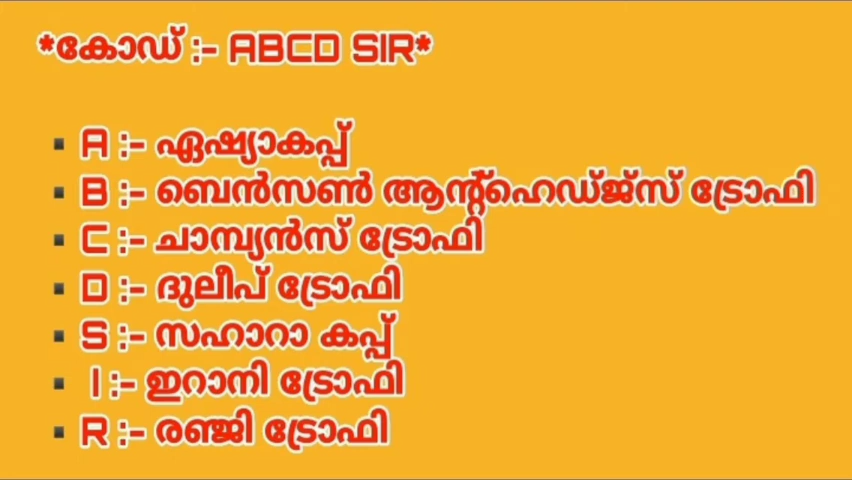 *കോഡ് :- ABCD SIR*
▪ A :- ഏഷ്യാകപ്പ്
▪ B :- ബെൻസൺ ആന്റ്ഹെഡ്ജ്സ് ട്രോഫി
▪ C :- ചാമ്പ്യൻസ് ട്രോഫി
▪ D :- ദുലീപ് ട്രോഫി
▪ S :- സഹാറാ കപ്പ്
▪ I :- ഇറാനി ട്രോഫി
▪ R :- രഞ്ജി ട്രോഫി